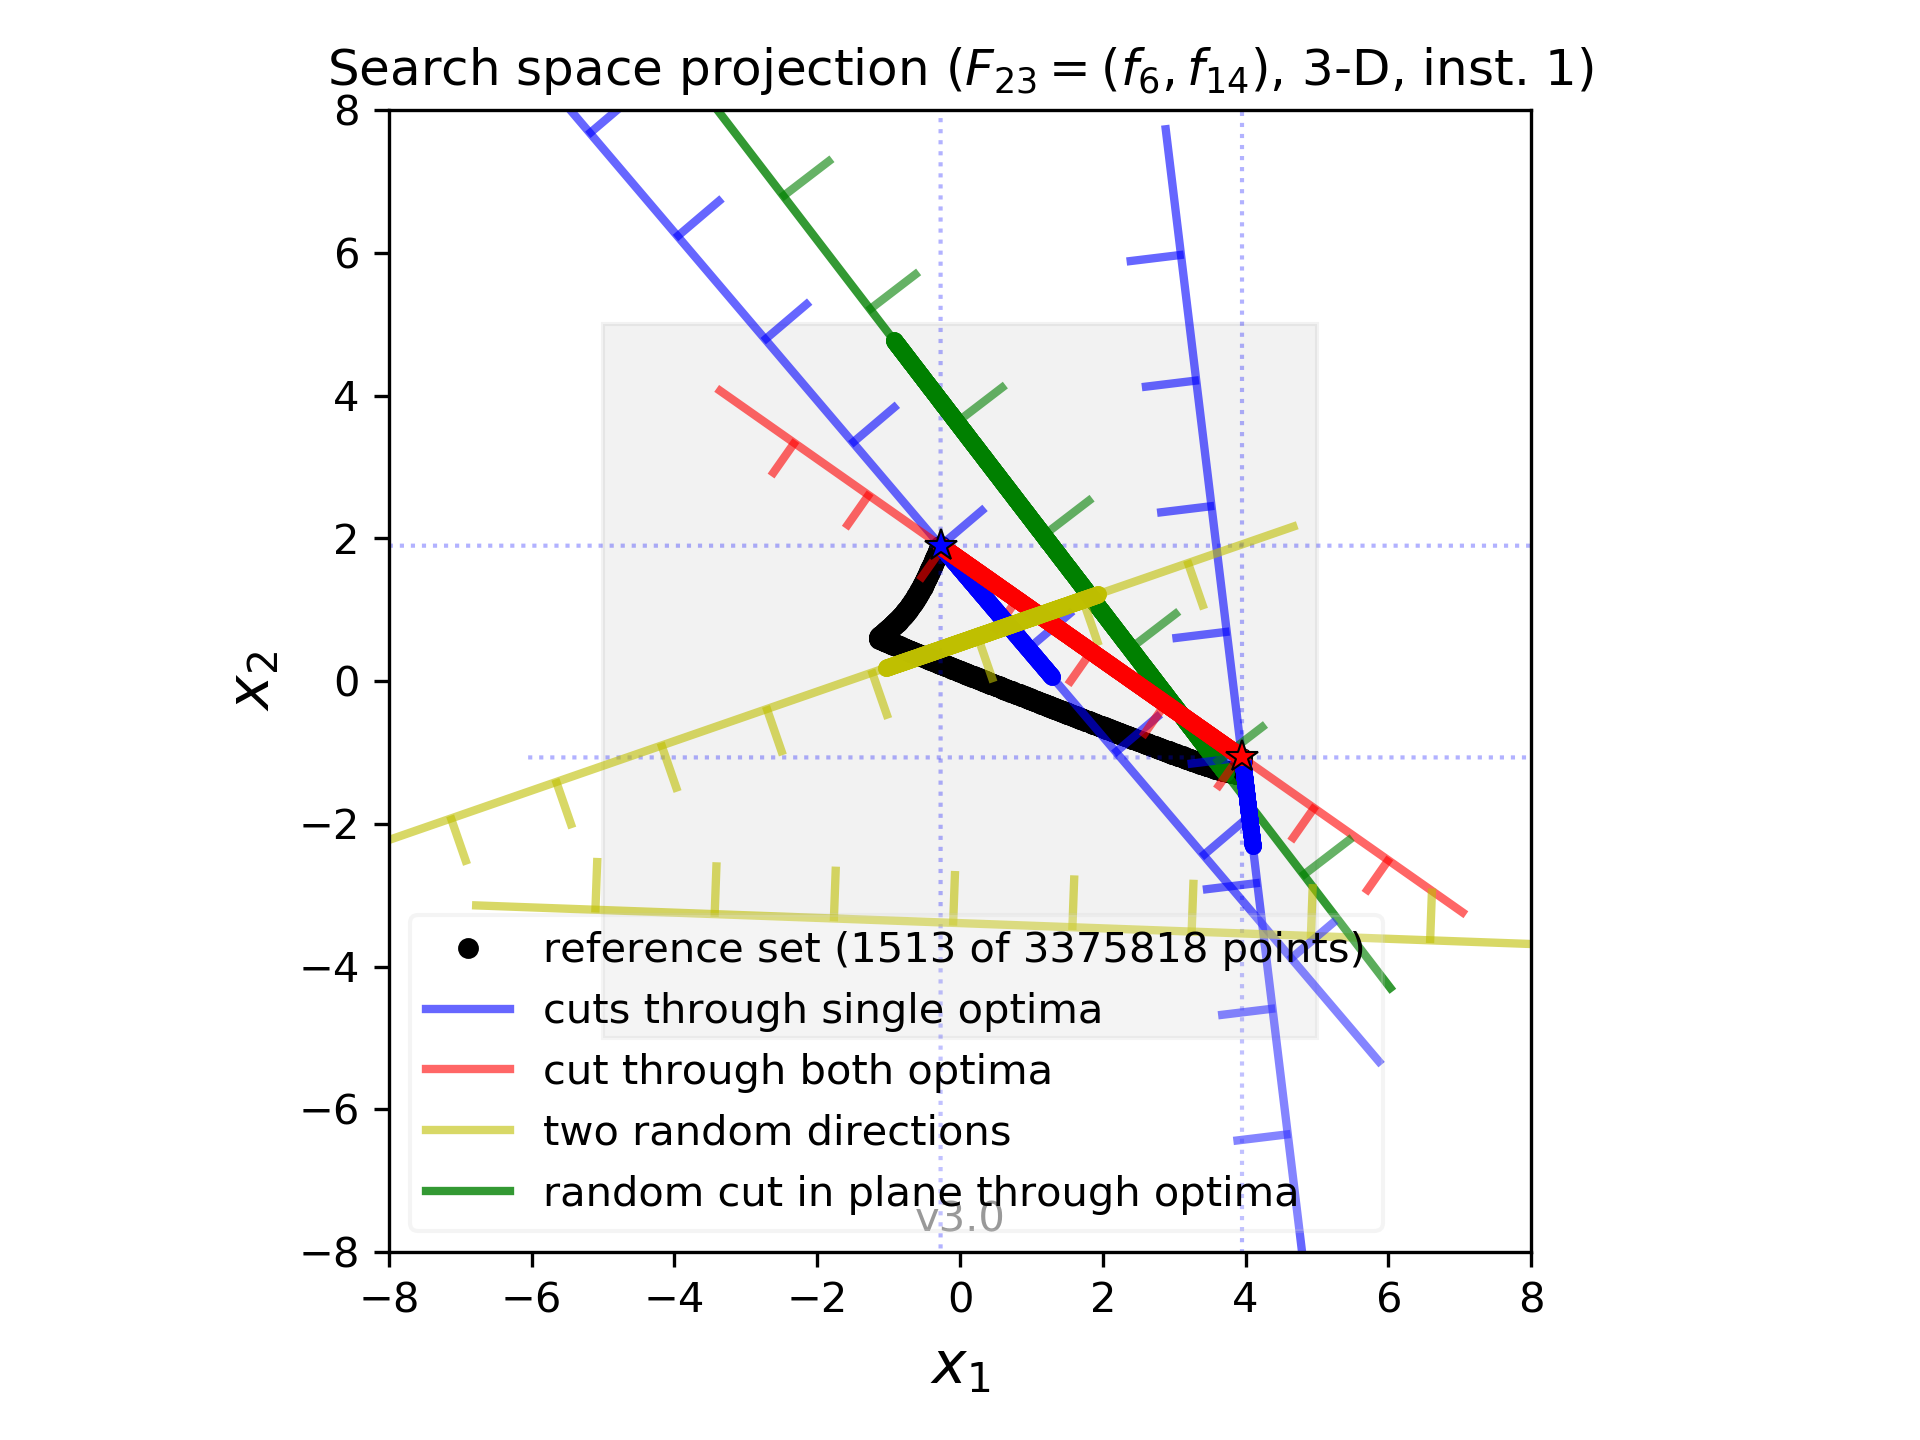 Search space projection (F₂₃ = (f₆, f₁₄), 3-D, inst. 1)
8
6
4
2
0
−2
−4
−6
−8
x₂
reference set (1513 of 3375818 points)
cuts through single optima
cut through both optima
two random directions
random cut in plane through optima
v3.0
−8 −6 −4 −2 0 2 4 6 8
x₁